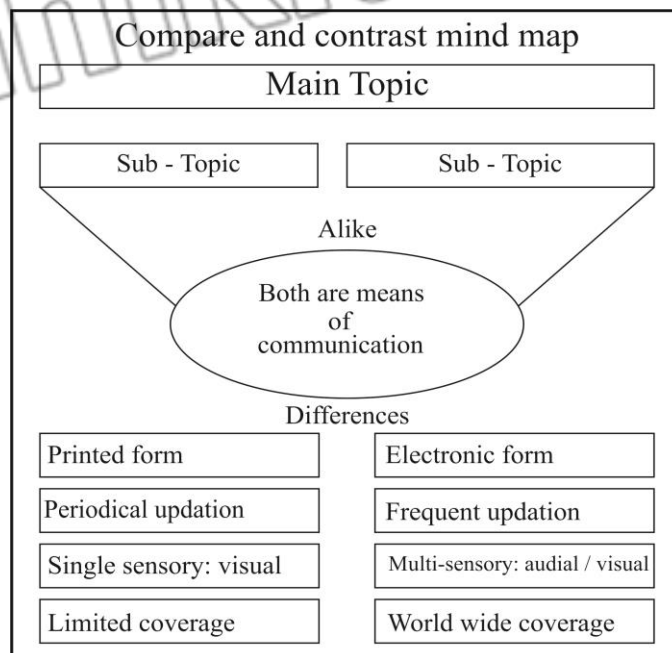 Compare and contrast mind map
Main Topic
Sub - Topic
Sub - Topic
Alike
Both are means
of
communication
Differences
Printed form
Electronic form
Periodical updation
Frequent updation
Single sensory: visual
Multi-sensory: audial / visual
Limited coverage
World wide coverage